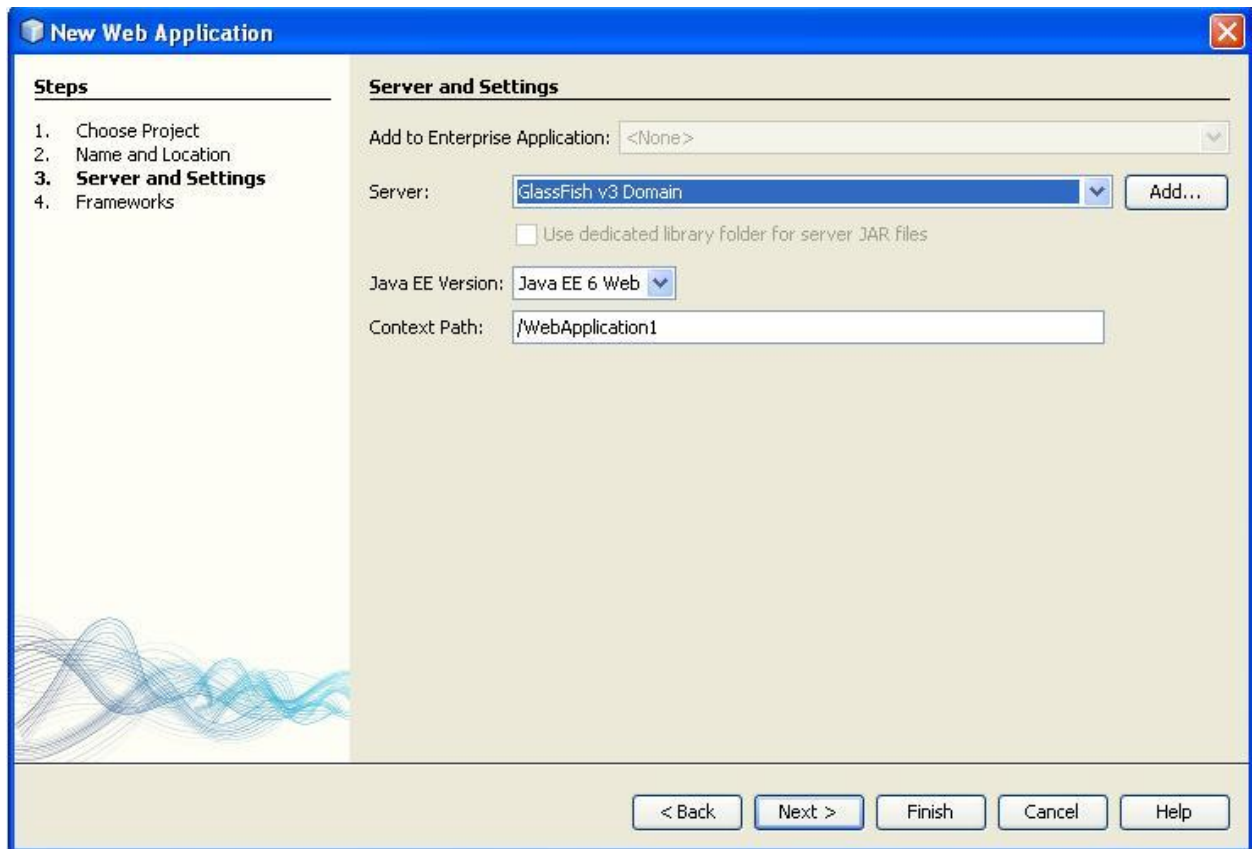 New Web Application
Steps
1. Choose Project
2. Name and Location
3. Server and Settings
4. Frameworks
Server and Settings
Add to Enterprise Application: <None>
Server: GlassFish v3 Domain Add...
Use dedicated library folder for server JAR files
Java EE Version: Java EE 6 Web
Context Path: /WebApplication1
< Back Next > Finish Cancel Help